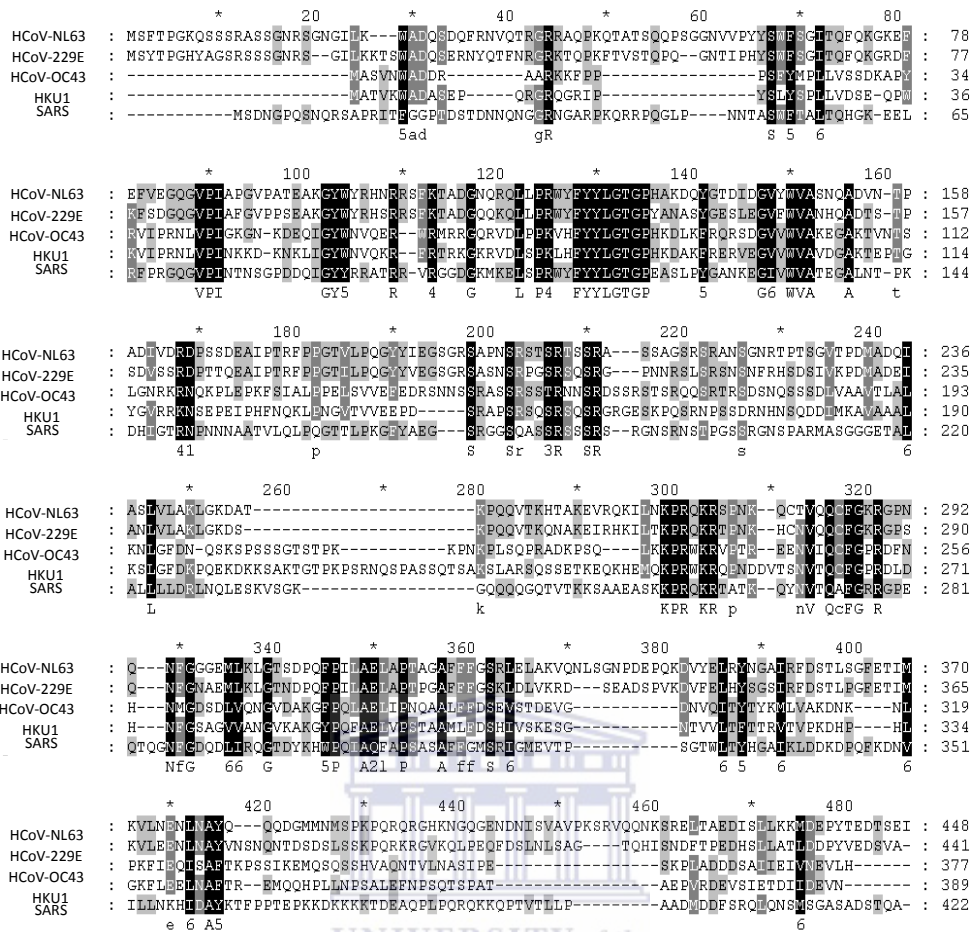 * 20 * 40 * 60 * 80
HCoV-NL63 : MSFTPGKQSSSRASSGNRSGNGILK---WADQSDQFRNVQTRGRRAQPKQTATSQQPSGGNVVPYYSWFSGITQFQKGKEF : 78
HCoV-229E : MSYTPGHYAGSRSSSGNRS--GILKKTSWADQSERNYQTFNRGRKTQPKFTVSTQPQ--GNTIPHYSWFSGITQFQKGRDF : 77
HCoV-OC43 : ------------------------MASVNWADDR------AARKKFPP--------------PSFYMPLLVSSDKAPY : 34
HKU1 : ------------------------MATVKWADASEP----QRGRQGRIP-------------YSLYSPLLVDSE-QPW : 36
SARS : ----------MSDNGPQSNQRSAPRITFGGPTDSTDNNQNGGRNGARPKQRRPQGLP---NNTASWFTALTQHGK-EEL : 65
5ad gR S 5 6
* 100 * 120 * 140 * 160
HCoV-NL63 : EFVEGQGVPIAPGVPATEAKGYWYRHNRRSFKTADGNQRQLLPRWYFYYLGTGPHAKDQYGTDIDGVYWVASNQADVN-TP : 158
HCoV-229E : KFSDGQGVPIAFGVPPSEAKGYWYRHSRRSFKTADGQQKQLLPRWYFYYLGTGPYANASYGESLEGVFWVANHQADTS-TP : 157
HCoV-OC43 : RVIPRNLVPIGKGN-KDEQIGYWNVQER--WRMRRGQRVDLPPKVHFYYLGTGPHKDLKFRQRSDGVVWVAKEGAKTVNTS : 112
HKU1 : KVIPRNLVPINKKD-KNKLIGYWNVQKR--FRTRKGKRVDLSPKLHFYYLGTGPHKDAKFRERVEGVVWVAVDGAKTEPTG : 114
SARS : RFPRGQGVPINTNSGPDDQIGYYRRATRR-VRGGDGKMKELSPRWYFYYLGTGPEASLPYGANKEGIVWVATEGALNT-PK : 144
VPI GY5 R 4 G L P4 FYYLGTGP 5 G6 WVA A t
* 180 * 200 * 220 * 240
HCoV-NL63 : ADIVDRDPSSDEAIPTRFPPGTVLPQGYYIEGSGRSAPNSRSTSRTSSRA---SSAGSRSRANSGNRTPTSGVTPDMADQI : 236
HCoV-229E : SDVSSRDPTTQEAIPTRFPPGTILPQGYYVEGSGRSASNSRPGSRSQSRG---PNNRSLSRSNSNFRHSDSIVKPDMADEI : 235
HCoV-OC43 : LGNRKRNQKPLEPKFSIALPPELSVVEFEDRSNNSSRASSRSSTRNNSRDSSRSTSRQQSRTRSDSNQSSSDLVAAVTLAL : 193
HKU1 : YGVRRKNSEPEIPHFNQKLPNGVTVVEEPD-----SRAPSRSQSRSQSRGRGESKPQSRNPSSDRNHNSQDDIMKAVAAAL : 190
SARS : DHIGTRNPNNNAATVLQLPQGTTLPKGFYAEG---SRGGSQASSRSSSRS---RGNSRNSTPGSSRGNSPARMASGGGETAL : 220
41 p S Sr 3R SR s 6
* 260 * 280 * 300 * 320
HCoV-NL63 : ASLVLAKLGKDAT---------------------KPQQVTKHTAKEVRQKILNKPRQKRSPNK--QCTVQQCFGKRGPN : 292
HCoV-229E : ANLVLAKLGKDS----------------------KPQQVTKQNAKEIRHKILTKPRQKRTPNK--HCNVQQCFGKRGPS : 290
HCoV-OC43 : KNLGFDN-QSKSPSSSGTSTPK-----------KPNKPLSQPRADKPSQ---LKKPRWKRVPTR--EENVIQCFGPRDFN : 256
HKU1 : KSLGFDKPQEKDKKSAKTGTPKPSRNQSPASSQTSAKSLARSQSSETKEQKHEMQKPRWKRQPNDDVTSNVTQCFGPRDLD : 271
SARS : ALLLLDRLNQLESKVSGK----------------GQQQQGQTVTKKSAAEASKKPRQKRTATK--QYNVTQAFGRRGPE : 281
L k KPR KR p nV QcFG R
* 340 * 360 * 380 * 400
HCoV-NL63 : Q---NFGGGEMLKLGTSDPQFPILAELAPTAGAFFFGSRLELAKVQNLSGNPDEPQKDVYELRYNGAIRFDSTLSGFETIM : 370
HCoV-229E : Q---NFGNAEMLKLGTNDPQFPILAELAPTPGAFFFGSKLDLVKRD---SEADSPVKDVFELHYSGSIRFDSTLPGFETIM : 365
HCoV-OC43 : H---NMGDSDLVQNGVDAKGFPQLAELIPNQAALFFDSEVSTDEVG--------DNVQITYTYKMLVAKDNK----NL : 319
HKU1 : H---NFGSAGVVANGVKAKGYPQFAELVPSTAAMLFDSHIVSKESG--------NTVVLTFTTRVTVPKDHP----HL : 334
SARS : QTQGNFGDQDLIRQGTDYKHWPQIAQFAPSASAFFGMSRIGMEVTP--------SGTWLTYHGAIKLDDKDPQFKDNV : 351
NfG 66 G 5P A2l P A ff S 6 6 5 6 6
* 420 * 440 * 460 * 480
HCoV-NL63 : KVLNENLNAYQ---QQDGMMNMSPKPQRQRGHKNGQGENDNISVAVPKSRVQQNKSRELTAEDISLLKKMDEPYTEDTSEI : 448
HCoV-229E : KVLEENLNAYVNSNQNTDSDSLSSKPQRKRGVKQLPEQFDSLNLSAG----TQHISNDFTPEDHSLLATLDDPYVEDSVA- : 441
HCoV-OC43 : PKFIEQISAFTKPSSIKEMQSQSSHVAQNTVLNASIPE-----------SKPLADDDSAIIEIVNEVLH------ : 377
HKU1 : GKFLEELNAFTR--EMQQHPLLNPSALEFNPSQTSPAT-----------AEPVRDEVSIETDIIDEVN------- : 389
SARS : ILLNKHIDAYKTFPPTEPKKDKKKKTDEAQPLPQRQKKQPTVTLLP------AADMDDFSRQLQNSMSGASADSTQA- : 422
e 6 A5 6